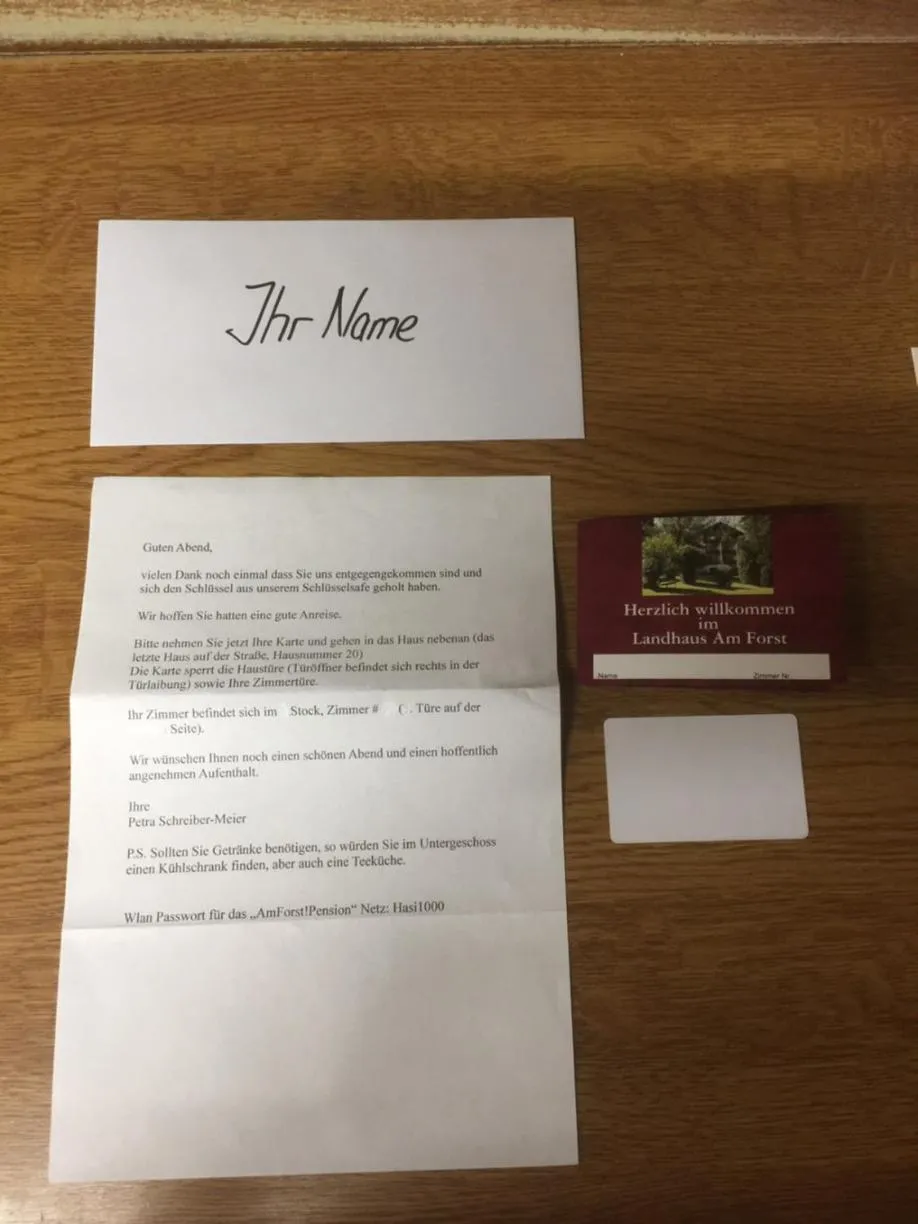 Ihr Name
Guten Abend,
vielen Dank noch einmal dass Sie uns entgegengekommen sind und
sich den Schlüssel aus unserem Schlüsselsafe geholt haben.
Wir hoffen Sie hatten eine gute Anreise.
Bitte nehmen Sie jetzt Ihre Karte und gehen in das Haus nebenan (das
letzte Haus auf der Straße, Hausnummer 20)
Die Karte sperrt die Haustüre (Türöffner befindet sich rechts in der
Türlaibung) sowie Ihre Zimmertüre.
Ihr Zimmer befindet sich im Stock, Zimmer # ( . Türe auf der
Seite).
Wir wünschen Ihnen noch einen schönen Abend und einen hoffentlich
angenehmen Aufenthalt.
Ihre
Petra Schreiber-Meier
P.S. Sollten Sie Getränke benötigen, so würden Sie im Untergeschoss
einen Kühlschrank finden, aber auch eine Teeküche.
Wlan Passwort für das „AmForst!Pension“ Netz: Hasi1000
Herzlich willkommen
im
Landhaus Am Forst
Name Zimmer Nr.